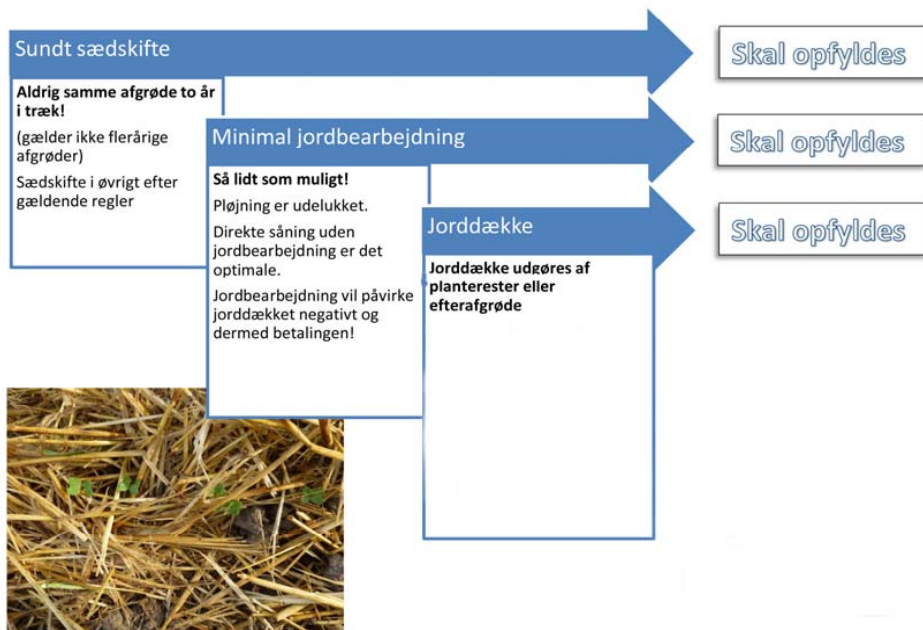 Sundt sædskifte
Skal opfyldes
Aldrig samme afgrøde to år
i træk!
(gælder ikke flerårige
afgrøder)
Sædskifte i øvrigt efter
gældende regler
Minimal jordbearbejdning
Skal opfyldes
Så lidt som muligt!
Pløjning er udelukket.
Direkte såning uden
jordbearbejdning er det
optimale.
Jordbearbejdning vil påvirke
jorddækket negativt og
dermed betalingen!
Jorddække
Skal opfyldes
Jorddække udgøres af
planterester eller
efterafgrøde